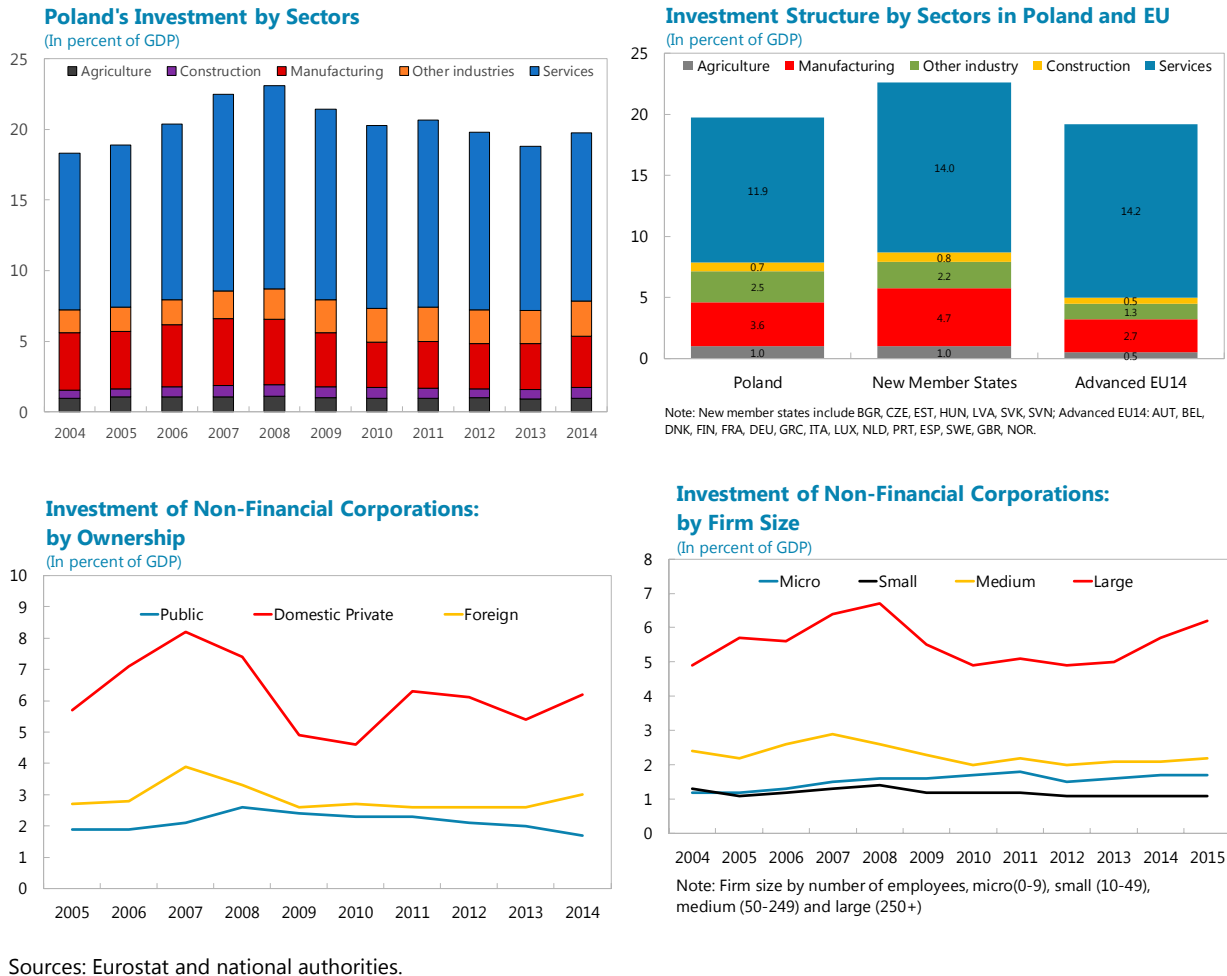 Poland's Investment by Sectors
(In percent of GDP)
25
20
15
10
5
0
Agriculture Construction Manufacturing Other industries Services
2004 2005 2006 2007 2008 2009 2010 2011 2012 2013 2014
Investment Structure by Sectors in Poland and EU
(In percent of GDP)
25
20
15
10
5
0
Agriculture Manufacturing Other industry Construction Services
11.9
0.7
2.5
3.6
1.0
14.0
0.8
2.2
4.7
1.0
14.2
0.5
1.3
2.7
0.5
Poland New Member States Advanced EU14
Note: New member states include BGR, CZE, EST, HUN, LVA, SVK, SVN; Advanced EU14: AUT, BEL,
DNK, FIN, FRA, DEU, GRC, ITA, LUX, NLD, PRT, ESP, SWE, GBR, NOR.
Investment of Non-Financial Corporations:
by Ownership
(In percent of GDP)
10
9
8
7
6
5
4
3
2
1
0
Public Domestic Private Foreign
2005 2006 2007 2008 2009 2010 2011 2012 2013 2014
Investment of Non-Financial Corporations:
by Firm Size
(In percent of GDP)
8
7
6
5
4
3
2
1
0
Micro Small Medium Large
2004 2005 2006 2007 2008 2009 2010 2011 2012 2013 2014 2015
Note: Firm size by number of employees, micro(0-9), small (10-49),
medium (50-249) and large (250+)
Sources: Eurostat and national authorities.